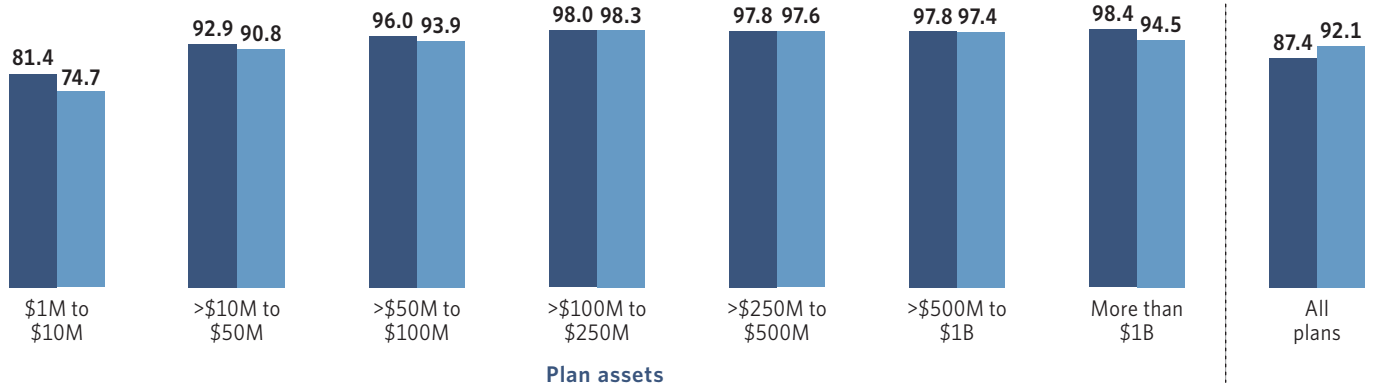 81.4 74.7
92.9 90.8
96.0 93.9
98.0 98.3
97.8 97.6
97.8 97.4
98.4 94.5
87.4 92.1
$1M to
$10M
>$10M to
$50M
>$50M to
$100M
>$100M to
$250M
>$250M to
$500M
>$500M to
$1B
More than
$1B
All
plans
Plan assets